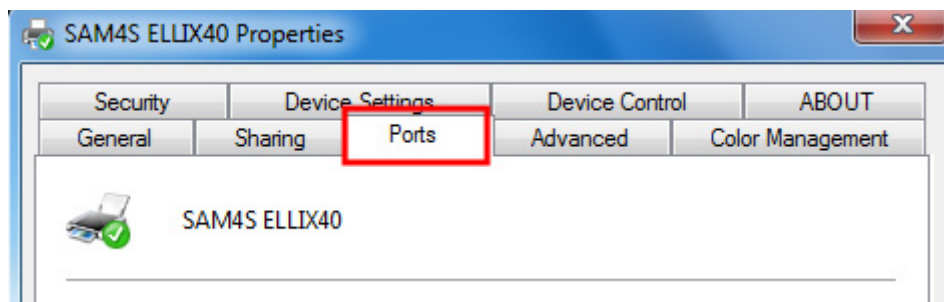 SAM4S ELLIX40 Properties
Security Device Settings Device Control ABOUT
General Sharing Ports Advanced Color Management
SAM4S ELLIX40